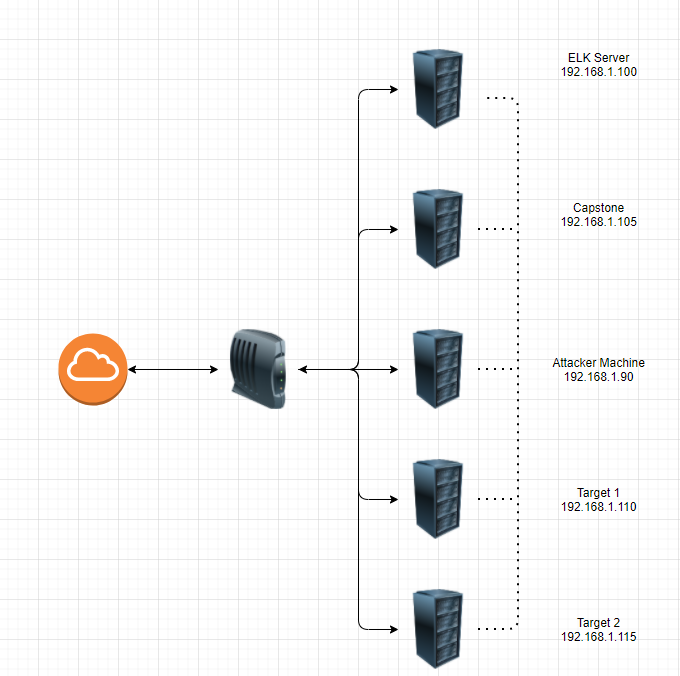 ELK Server
192.168.1.100
Capstone
192.168.1.105
Attacker Machine
192.168.1.90
Target 1
192.168.1.110
Target 2
192.168.1.115